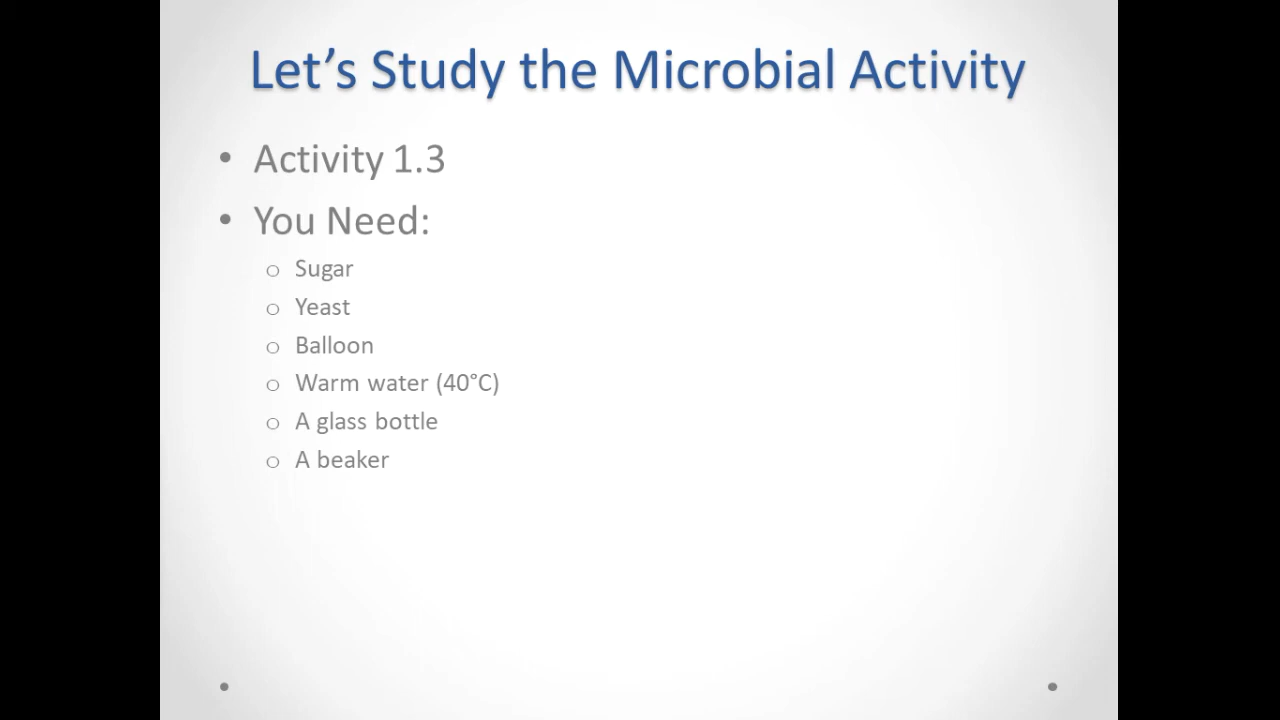 Let’s Study the Microbial Activity
• Activity 1.3
• You Need:
o Sugar
o Yeast
o Balloon
o Warm water (40°C)
o A glass bottle
o A beaker